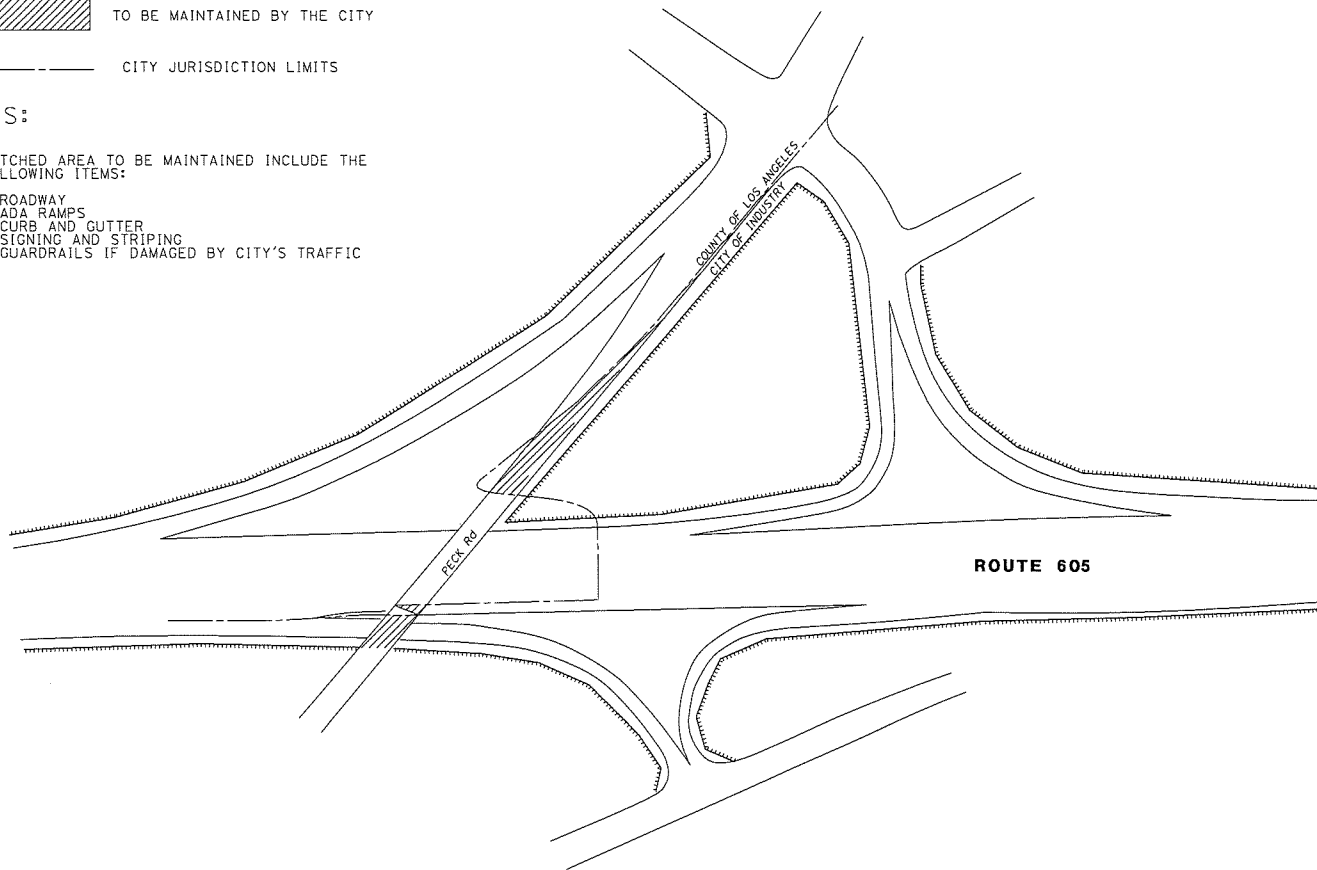 TO BE MAINTAINED BY THE CITY
CITY JURISDICTION LIMITS
S:
TCHED AREA TO BE MAINTAINED INCLUDE THE
LLOWING ITEMS:
ROADWAY
ADA RAMPS
CURB AND GUTTER
SIGNING AND STRIPING
GUARDRAILS IF DAMAGED BY CITY'S TRAFFIC
COUNTY OF LOS ANGELES
CITY OF INDUSTRY
PECK Rd
ROUTE 605